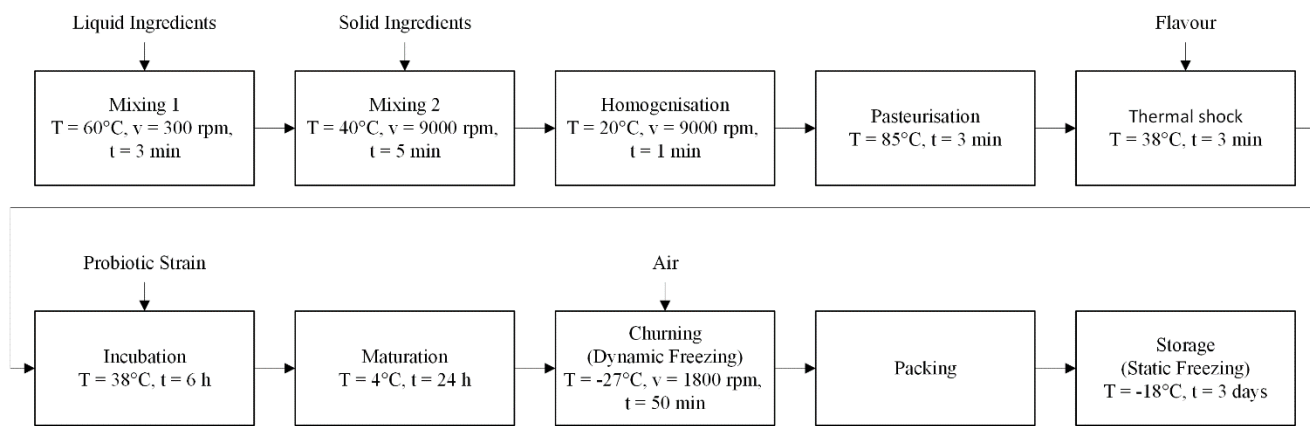 Liquid Ingredients
Solid Ingredients
Flavour
Mixing 1
T = 60°C, v = 300 rpm,
t = 3 min
Mixing 2
T = 40°C, v = 9000 rpm,
t = 5 min
Homogenisation
T = 20°C, v = 9000 rpm,
t = 1 min
Pasteurisation
T = 85°C, t = 3 min
Thermal shock
T = 38°C, t = 3 min
Probiotic Strain
Air
Incubation
T = 38°C, t = 6 h
Maturation
T = 4°C, t = 24 h
Churning
(Dynamic Freezing)
T = -27°C, v = 1800 rpm,
t = 50 min
Packing
Storage
(Static Freezing)
T = -18°C, t = 3 days